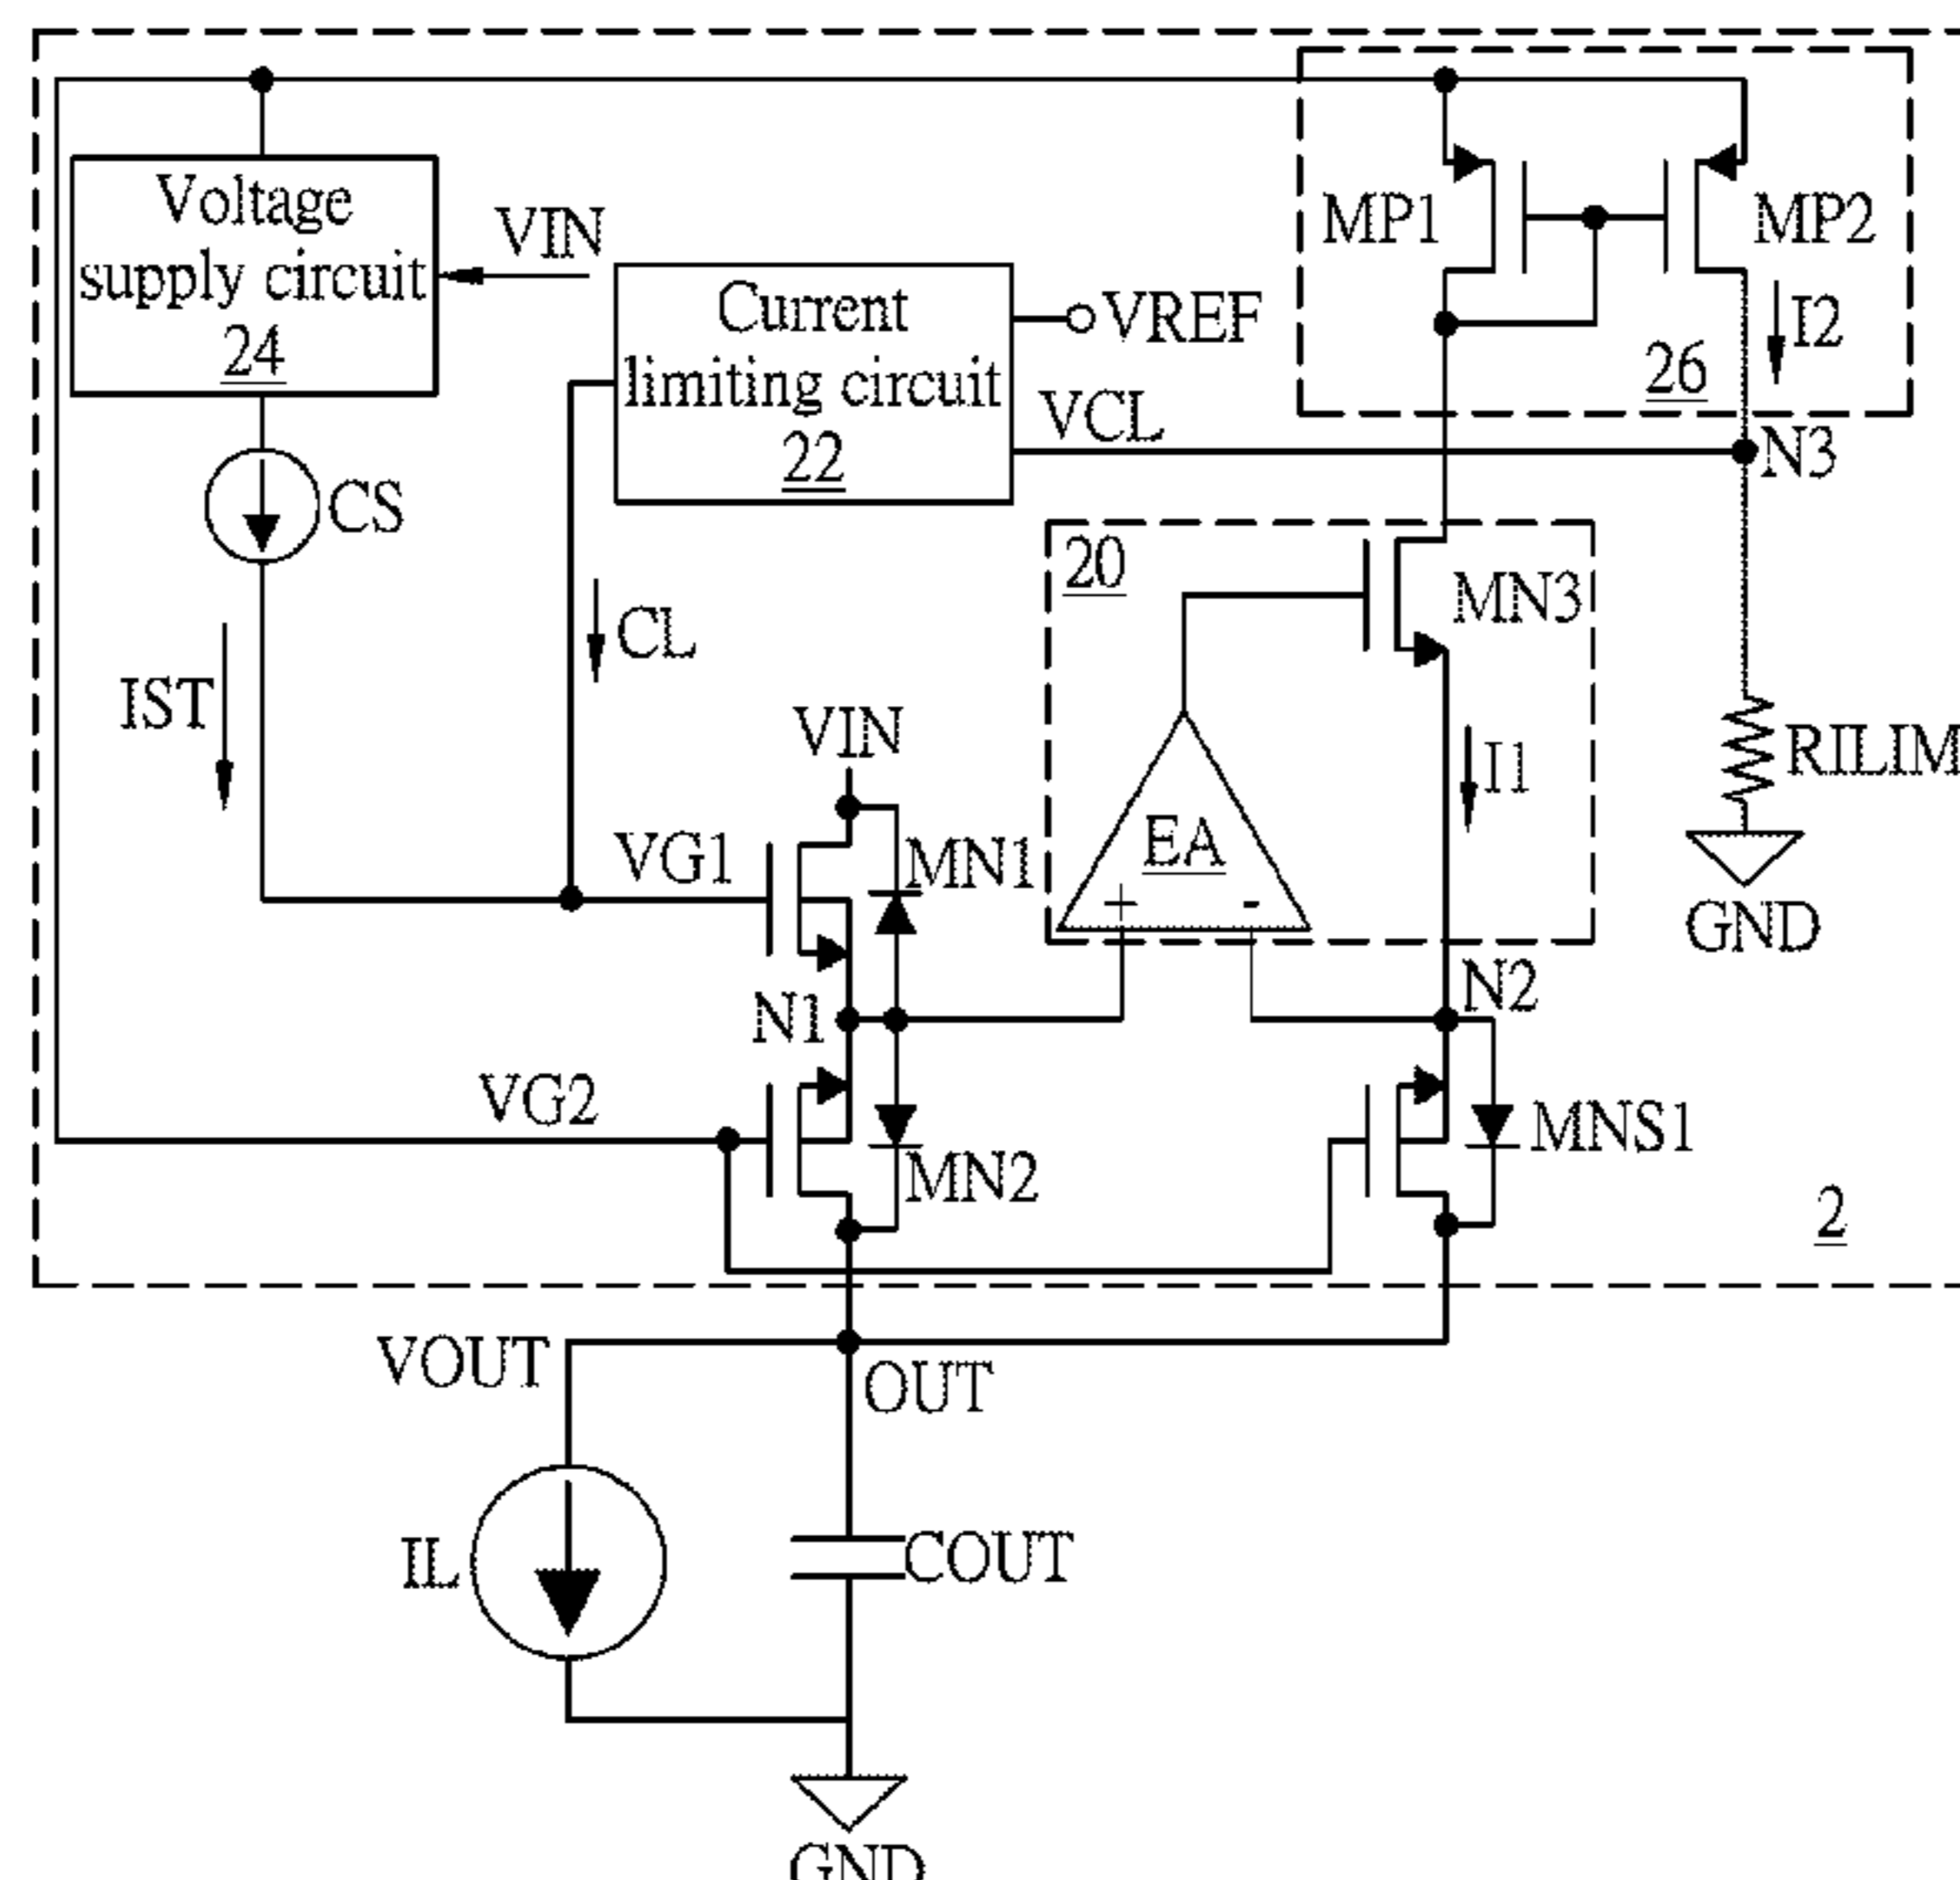 Voltage
supply circuit
24
VIN
Current
limiting circuit
22
VREF
VCL
MP1
MP2
I2
26
N3
CS
20
MN3
CL
IST
VIN
I1
RILIM
EA
+ -
VG1
MN1
GND
N1
N2
VG2
MN2
MNS1
2
VOUT
OUT
IL
COUT
GND